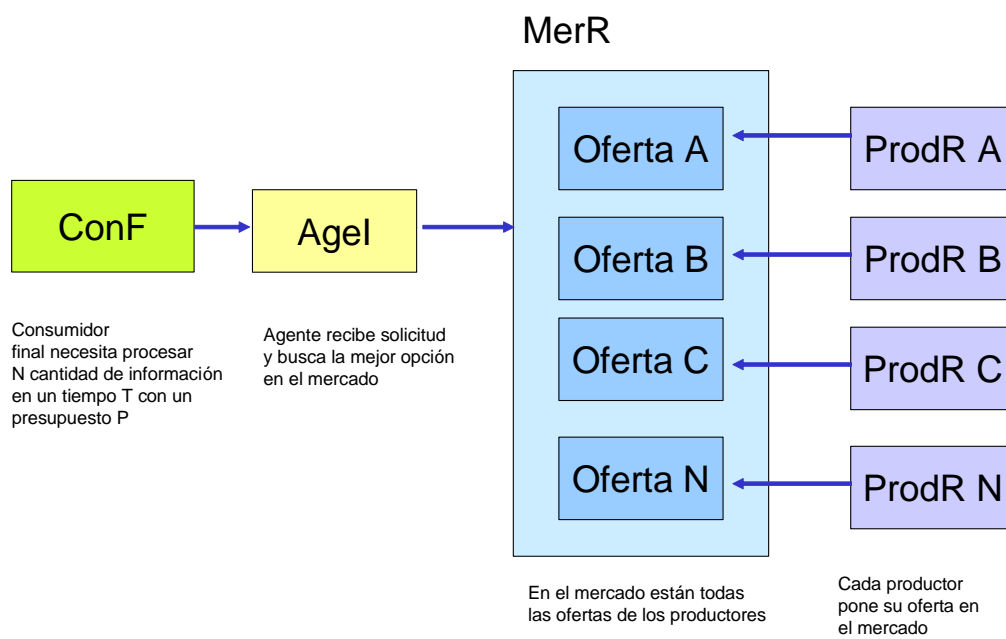 MerR
Oferta A
ProdR A
ConF
AgeI
Oferta B
ProdR B
Oferta C
ProdR C
Oferta N
ProdR N
Consumidor
final necesita procesar
N cantidad de información
en un tiempo T con un
presupuesto P
Agente recibe solicitud
y busca la mejor opción
en el mercado
En el mercado están todas
las ofertas de los productores
Cada productor
pone su oferta en
el mercado